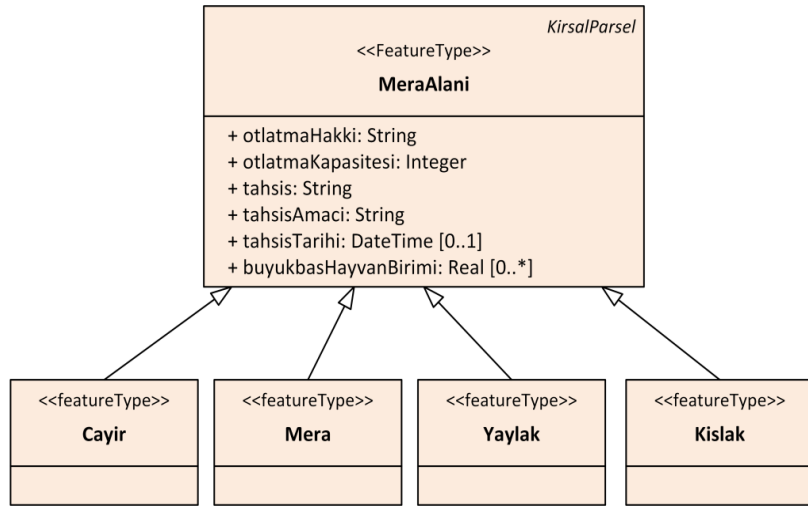 KirsalParsel
<<FeatureType>>
MeraAlani
+ otlatmaHakki: String
+ otlatmaKapasitesi: Integer
+ tahsis: String
+ tahsisAmaci: String
+ tahsisTarihi: DateTime [0..1]
+ buyukbasHayvanBirimi: Real [0..*]
<<featureType>>
Cayir
<<featureType>>
Mera
<<featureType>>
Yaylak
<<featureType>>
Kislak